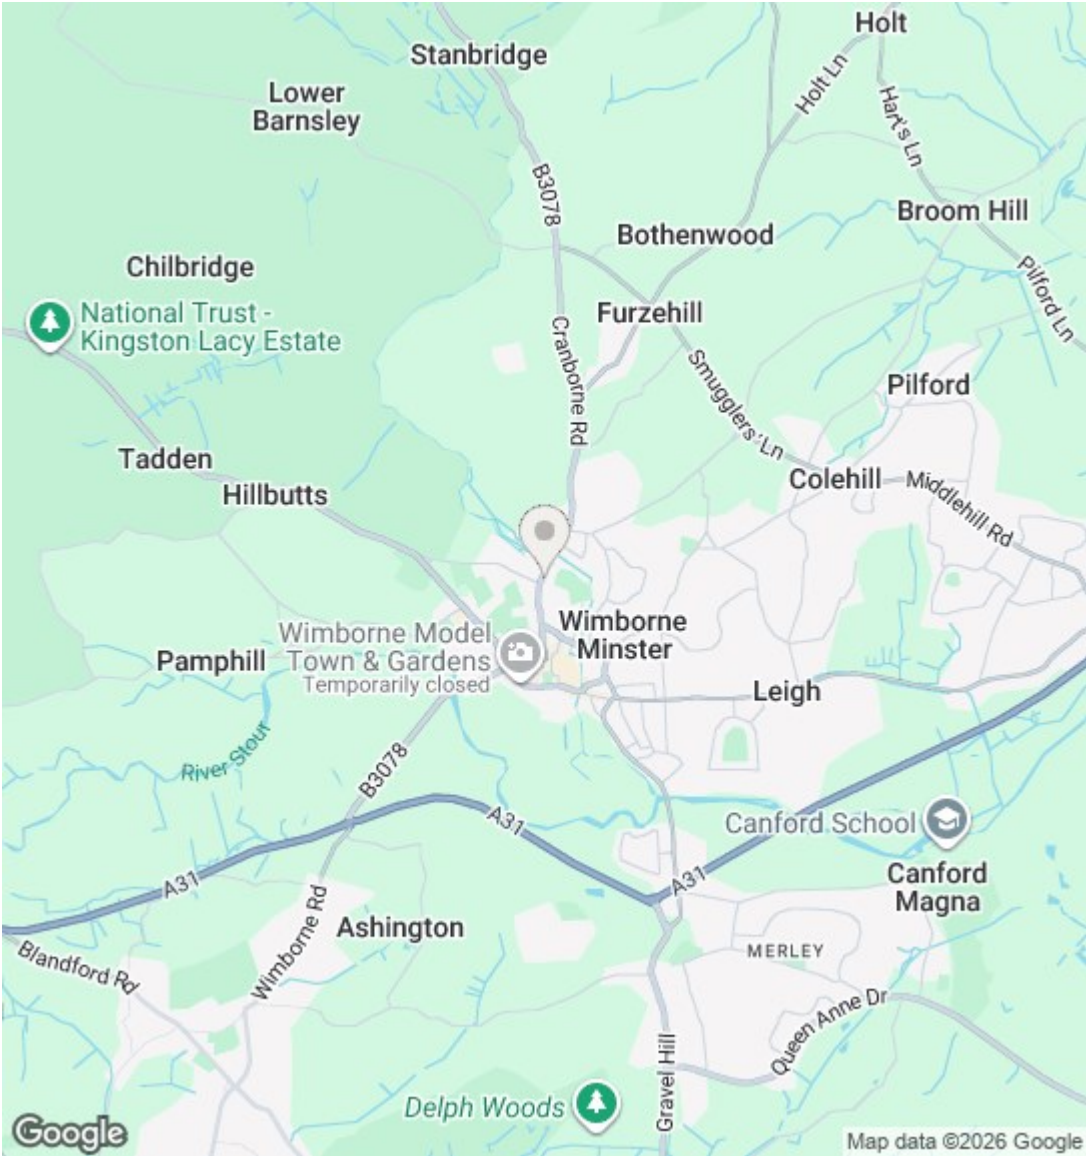 Holt
Stanbridge
Lower
Barnsley
Holt Ln
Hart's Ln
B3078
Broom Hill
Bothenwood
Chilbridge
Pilford Ln
National Trust -
Kingston Lacy Estate
Furzehill
Cranborne Rd
Smugglers' Ln
Pilford
Tadden
Hillbutts
Colehill
Middlehill Rd
Wimborne
Minster
Wimborne Model
Town & Gardens
Temporarily closed
Pamphill
Leigh
River Stour
B3078
A31
Canford School
A31
A31
Canford
Magna
Ashington
Wimborne Rd
Blandford Rd
MERLEY
Queen Anne Dr
Gravel Hill
Delph Woods
Google
Map data ©2026 Google